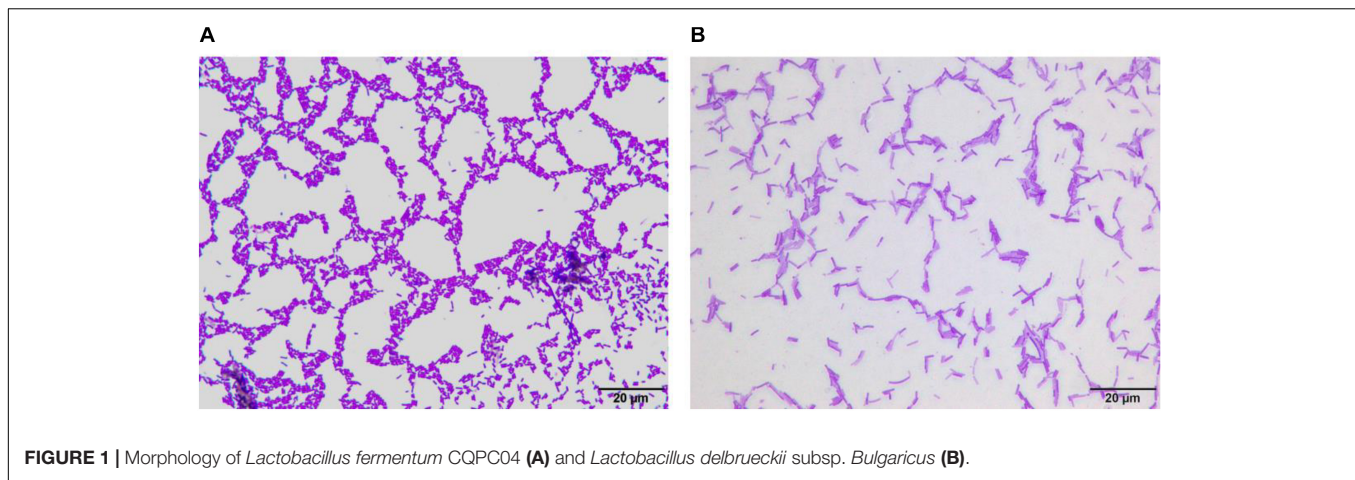 A
B
20 µm
20 µm
FIGURE 1 | Morphology of Lactobacillus fermentum CQPC04 (A) and Lactobacillus delbrueckii subsp. Bulgaricus (B).